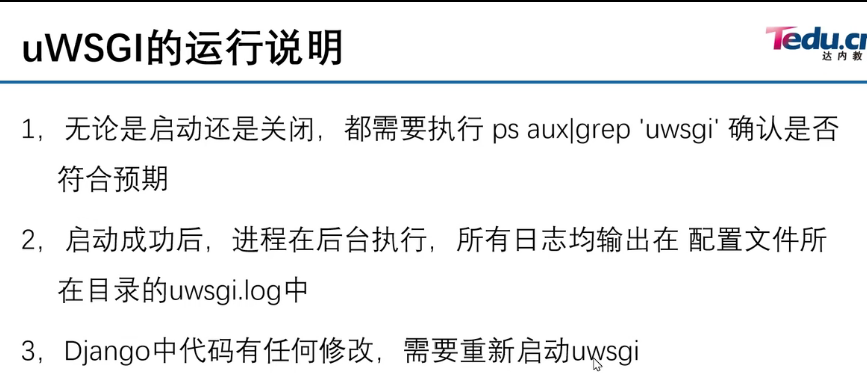 uWSGI的运行说明
Tedu.c
达内教
1，无论是启动还是关闭，都需要执行 ps aux|grep 'uwsgi' 确认是否
符合预期
2，启动成功后，进程在后台执行，所有日志均输出在 配置文件所
在目录的uwsgi.log中
3，Django中代码有任何修改，需要重新启动uwsgi